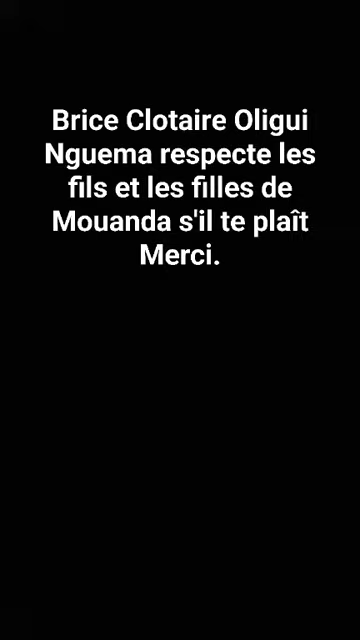 Brice Clotaire Oligui
Nguema respecte les
fils et les filles de
Mouanda s'il te plaît
Merci.